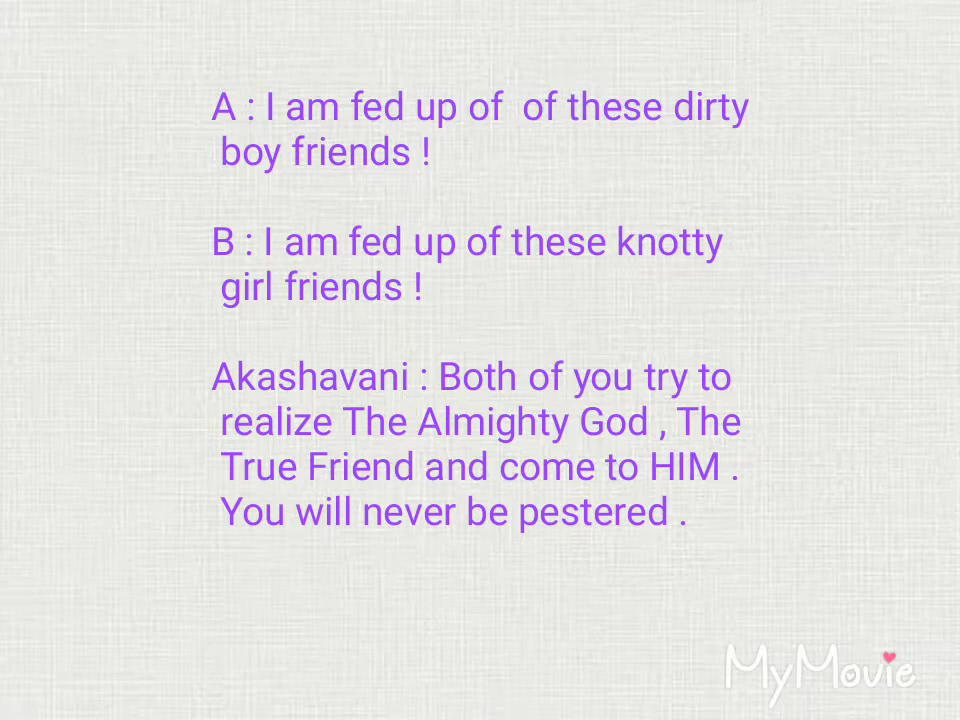 A : I am fed up of  of these dirty
boy friends !
B : I am fed up of these knotty
girl friends !
Akashavani : Both of you try to
realize The Almighty God , The
True Friend and come to HIM .
You will never be pestered .
MyMovie